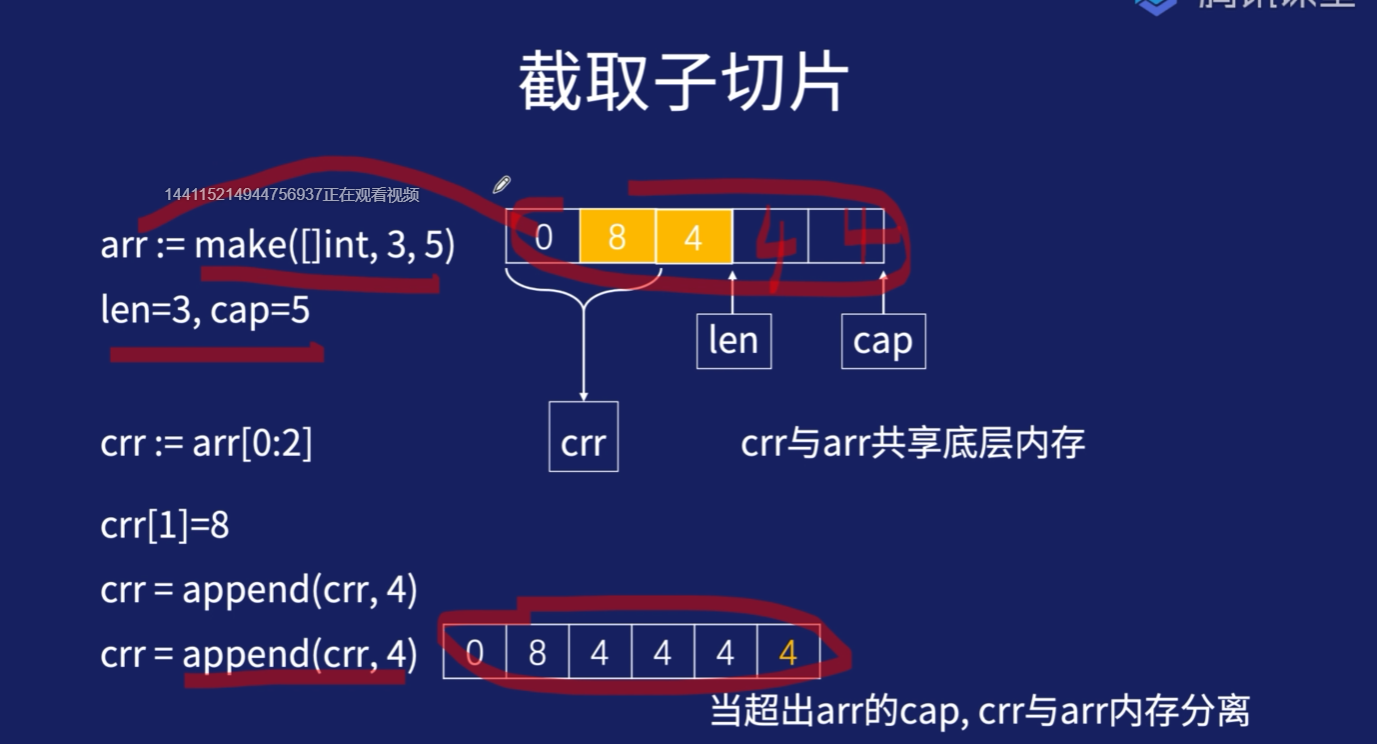 截取子切片
144115214944756937正在观看视频
arr := make([]int, 3, 5)
0 8 4 4 4
len=3, cap=5
len cap
crr := arr[0:2]
crr
crr与arr共享底层内存
crr[1]=8
crr = append(crr, 4)
crr = append(crr, 4)
0 8 4 4 4 4
当超出arr的cap, crr与arr内存分离